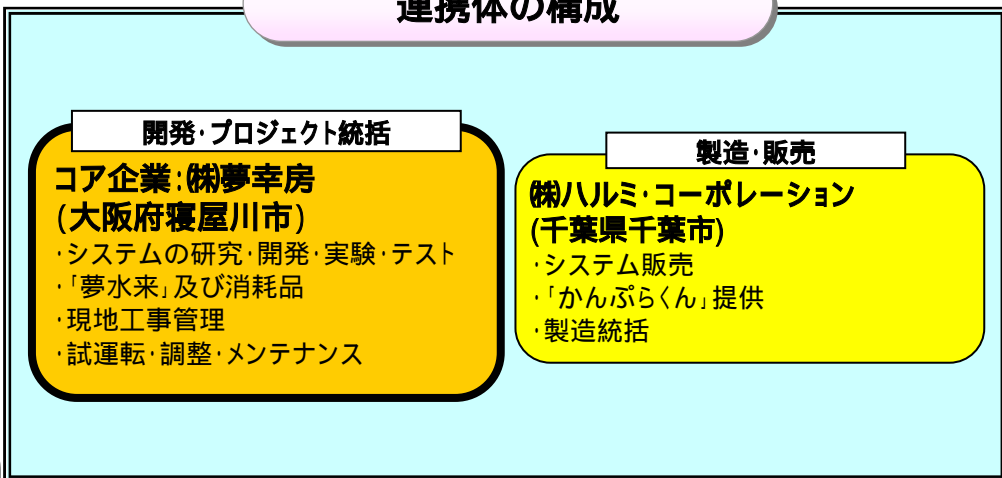 連携体の構成
開発・プロジェクト統括
コア企業:㈱夢幸房
(大阪府寝屋川市)
・システムの研究・開発・実験・テスト
・「夢水来」及び消耗品
・現地工事管理
・試運転・調整・メンテナンス
製造・販売
㈱ハルミ・コーポレーション
(千葉県千葉市)
・システム販売
・「かんぷらくん」提供
・製造統括